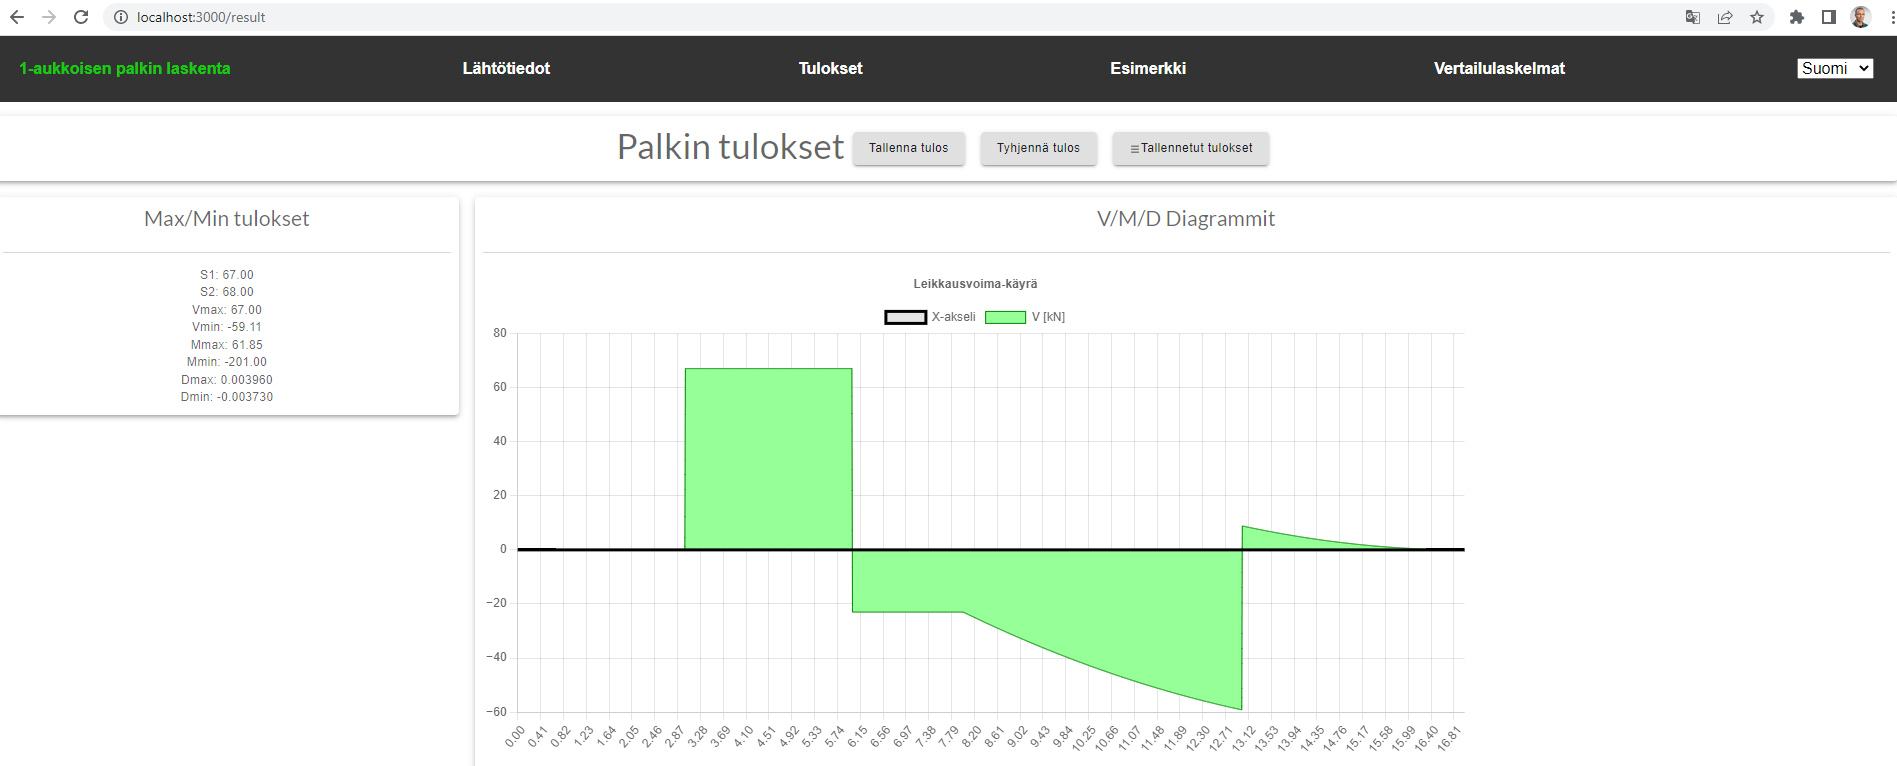 localhost:3000/result
1-aukkoisen palkin laskenta Lähtötiedot Tulokset Esimerkki Vertailulaskelmat Suomi
Palkin tulokset Tallenna tulos Tyhjennä tulos Tallennetut tulokset
Max/Min tulokset
S1: 67.00
S2: 68.00
Vmax: 67.00
Vmin: -59.11
Mmax: 61.85
Mmin: -201.00
Dmax: 0.003960
Dmin: -0.003730
V/M/D Diagrammit
Leikkausvoima-käyrä
X-akseli V [kN]
80
60
40
20
0
−20
−40
−60
0.00 0.41 0.82 1.23 1.64 2.05 2.46 2.87 3.28 3.69 4.10 4.51 4.92 5.33 5.74 6.15 6.56 6.97 7.38 7.79 8.20 8.61 9.02 9.43 9.84 10.25 10.66 11.07 11.48 11.89 12.30 12.71 13.12 13.53 13.94 14.35 14.76 15.17 15.58 15.99 16.40 16.81